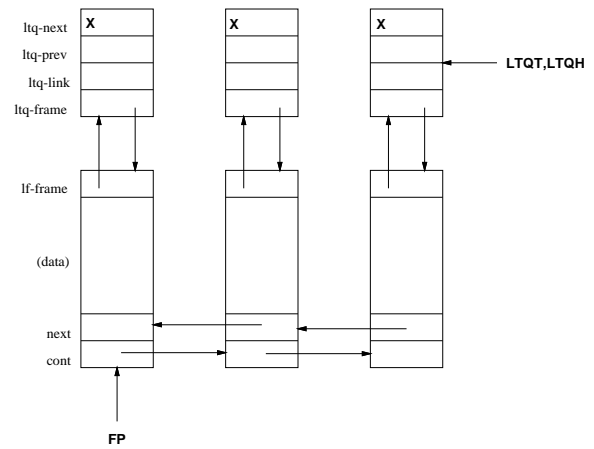 ltq-next X X X
ltq-prev
LTQT,LTQH
ltq-link
ltq-frame
lf-frame
(data)
next
cont
FP